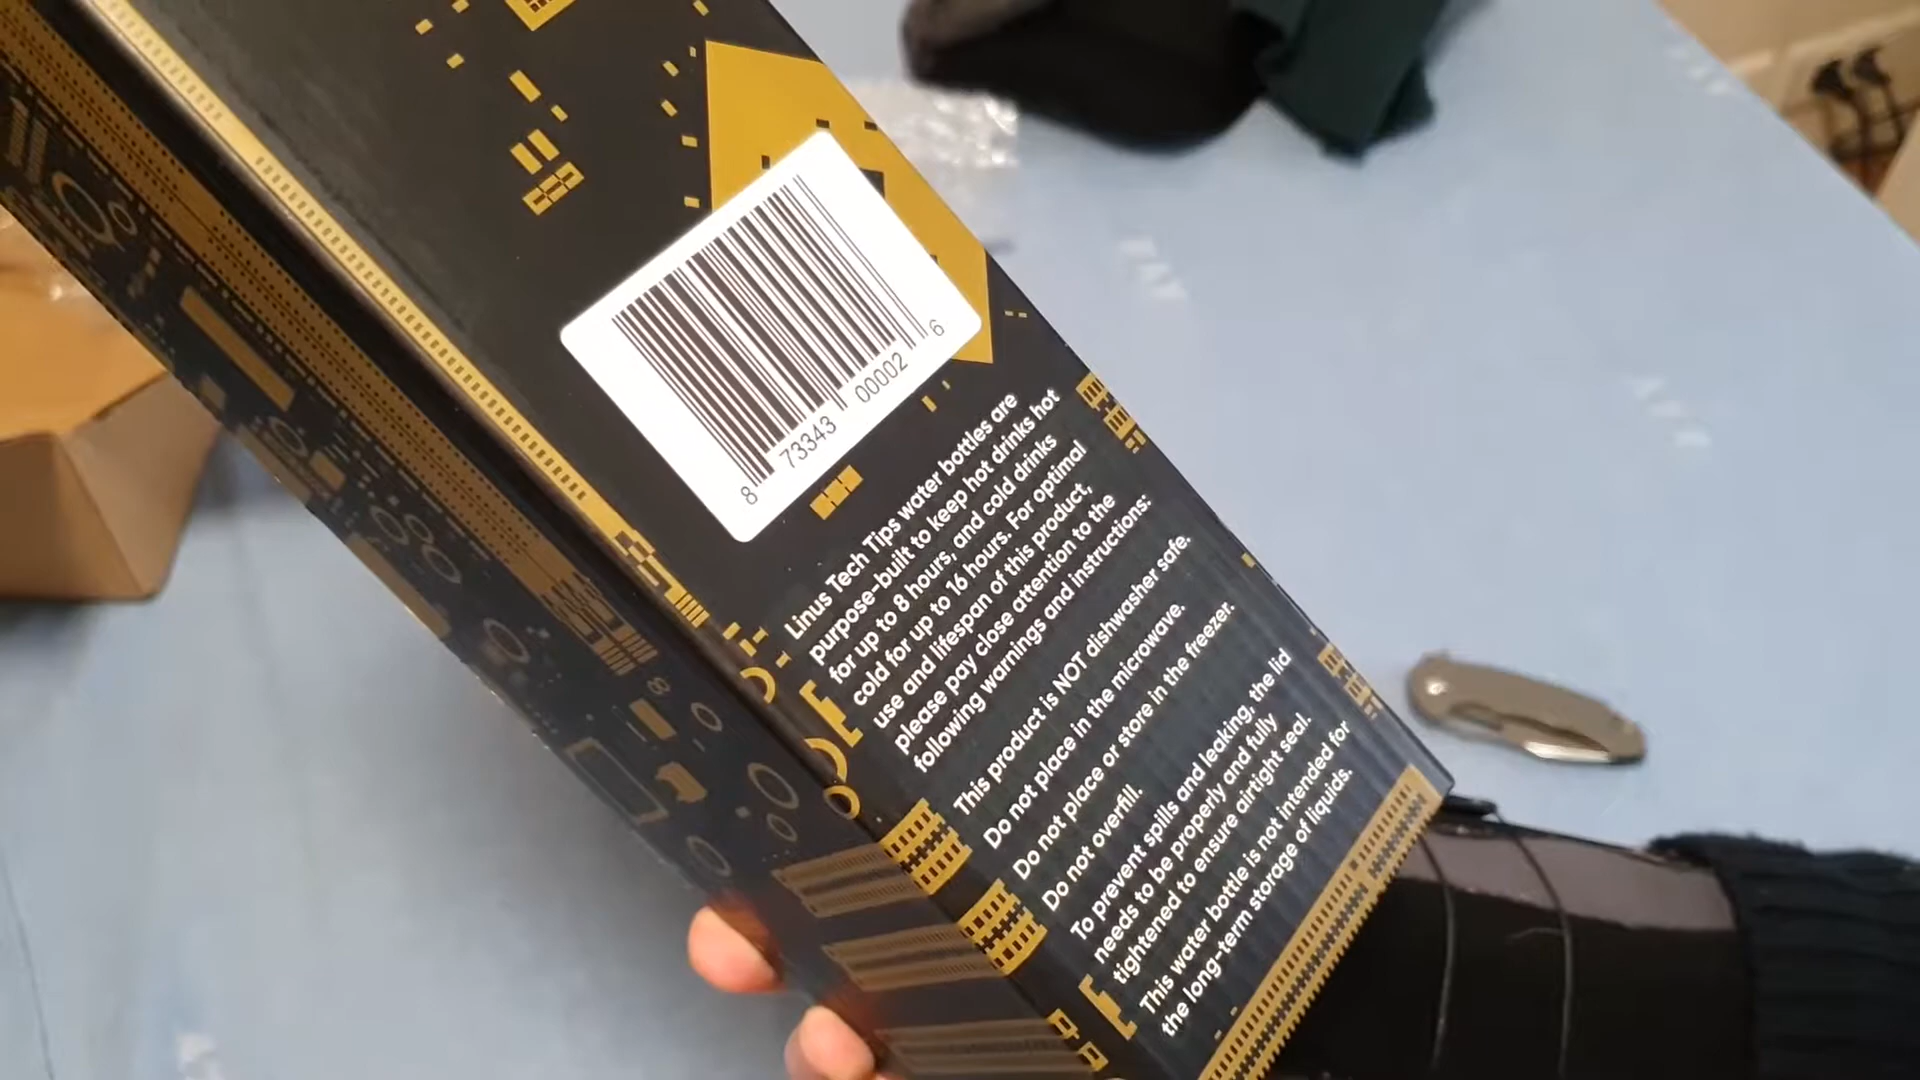 8 73343 00002 6
Linus Tech Tips water bottles are
purpose-built to keep hot drinks hot
for up to 8 hours, and cold drinks
cold for up to 16 hours. For optimal
use and lifespan of this product,
please pay close attention to the
following warnings and instructions:
This product is NOT dishwasher safe.
Do not place in the microwave.
Do not place or store in the freezer.
Do not overfill.
To prevent spills and leaking, the lid
needs to be properly and fully
tightened to ensure airtight seal.
This water bottle is not intended for
the long-term storage of liquids.